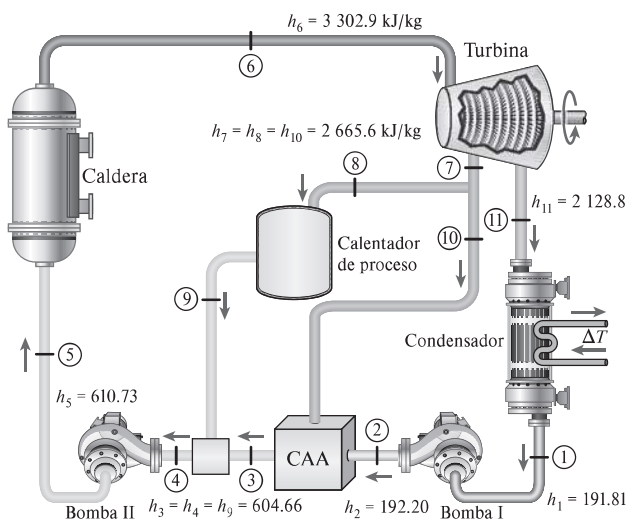 h6 = 3 302.9 kJ/kg
Turbina
6
h7 = h8 = h10 = 2 665.6 kJ/kg
8
7
Caldera
h11 = 2 128.8
11
10
Calentador
de proceso
9
Condensador
ΔT
5
h5 = 610.73
CAA
2
1
4
3
Bomba II
h3 = h4 = h9 = 604.66
h2 = 192.20
Bomba I
h1 = 191.81